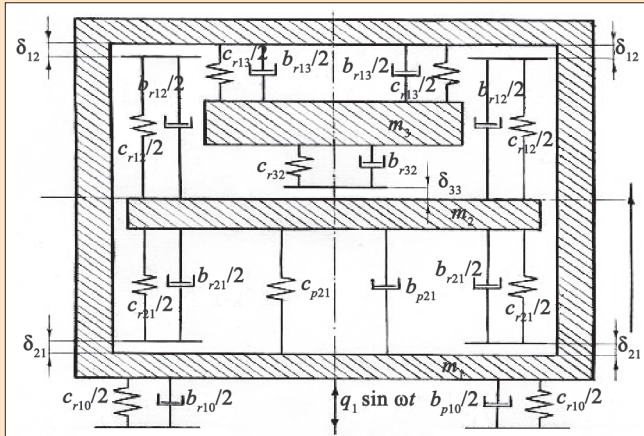 δ₁₂ c_r13/2 b_r13/2 b_r13/2 c_r13/2 δ₁₂
b_r12/2 b_r12/2
m₃
c_r12/2 c_r32 b_r32 c_r12/2
δ₃₃
m₂
c_r21/2 b_r21/2 c_p21 b_p21 b_r21/2 c_r21/2
δ₂₁ δ₂₁
m
c_r10/2 b_r10/2 q₁ sin ωt b_p10/2 c_r10/2